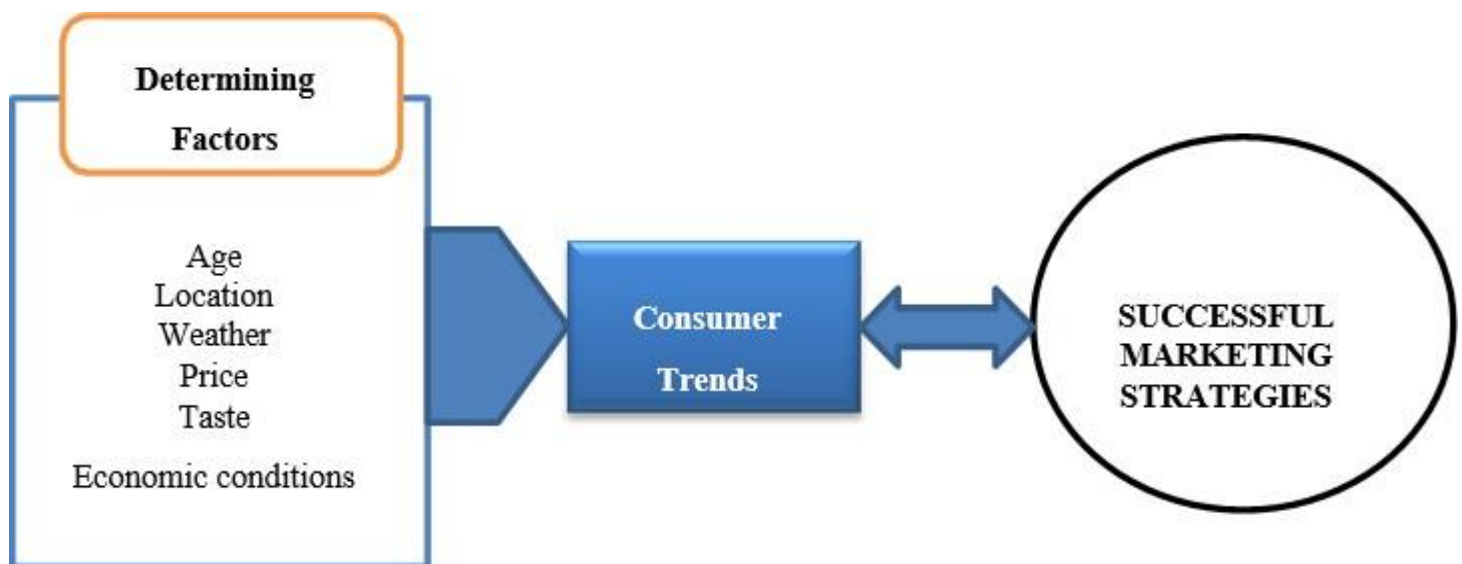 Determining
Factors
Age
Location
Weather
Price
Taste
Economic conditions
Consumer
Trends
SUCCESSFUL
MARKETING
STRATEGIES